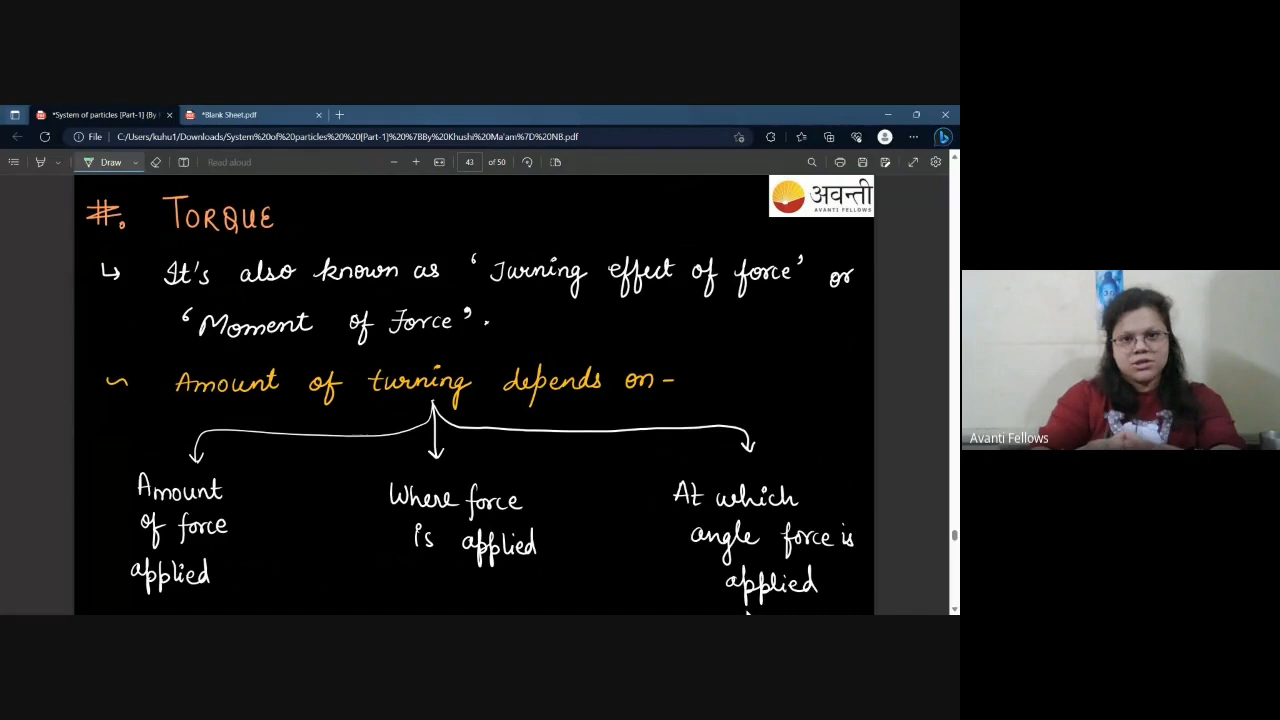 *System of particles [Part-1] (By
*Blank Sheet.pdf
File
C:/Users/kuhu1/Downloads/System%20of%20particles%20%20[Part-1]%20%7BBy%20Khushi%20Ma'am%7D%20NB.pdf
Draw
Read aloud
43 of 50
#. TORQUE
अवन्ती
AVANTI FELLOWS
↳ It's also known as 'Turning effect of force' or
'Moment of Force'.
~ Amount of turning depends on -
Amount
of force
applied
Where force
is applied
At which
angle force is
applied
Avanti Fellows